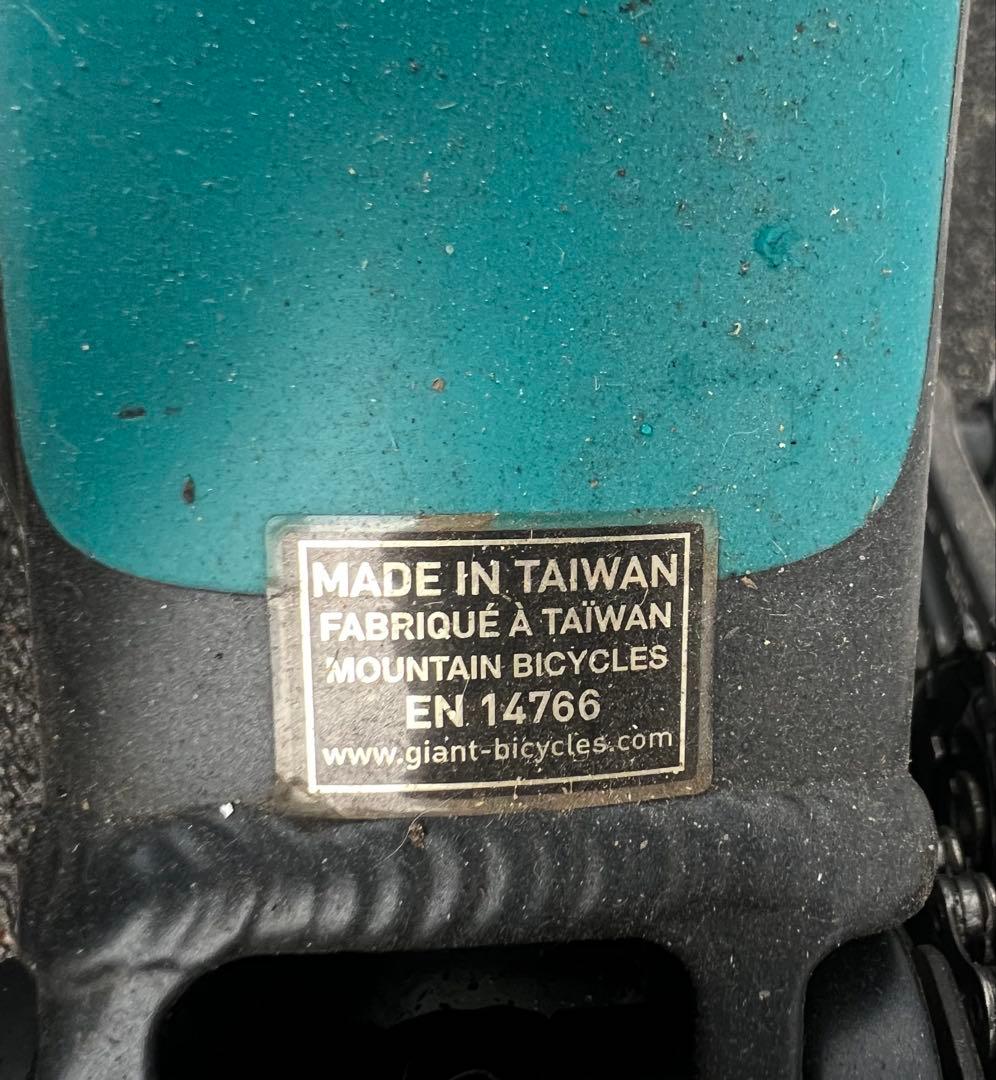 MADE IN TAIWAN
FABRIQUÉ À TAÏWAN
MOUNTAIN BICYCLES
EN 14766
www.giant-bicycles.com